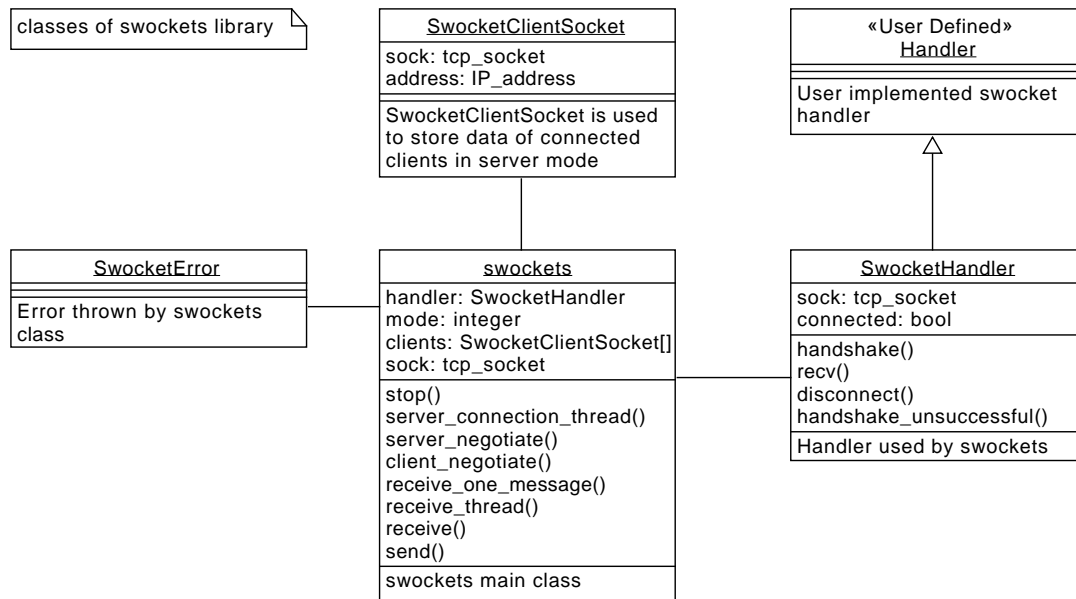 classes of swockets library
SwocketClientSocket
sock: tcp_socket
address: IP_address
SwocketClientSocket is used
to store data of connected
clients in server mode
«User Defined»
Handler
User implemented swocket
handler
SwocketError
Error thrown by swockets
class
swockets
handler: SwocketHandler
mode: integer
clients: SwocketClientSocket[]
sock: tcp_socket
stop()
server_connection_thread()
server_negotiate()
client_negotiate()
receive_one_message()
receive_thread()
receive()
send()
swockets main class
SwocketHandler
sock: tcp_socket
connected: bool
handshake()
recv()
disconnect()
handshake_unsuccessful()
Handler used by swockets